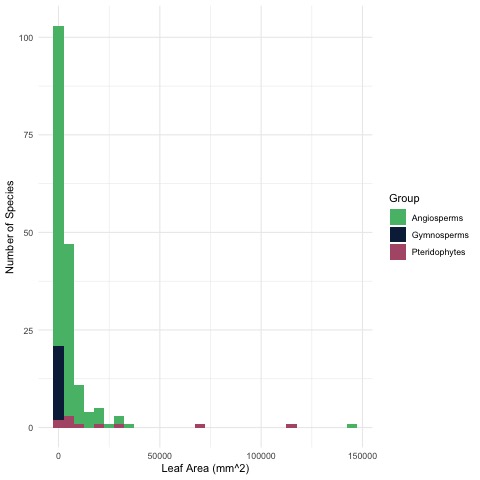 100
75
50
25
0
Number of Species
0
50000
100000
150000
Leaf Area (mm^2)
Group
Angiosperms
Gymnosperms
Pteridophytes